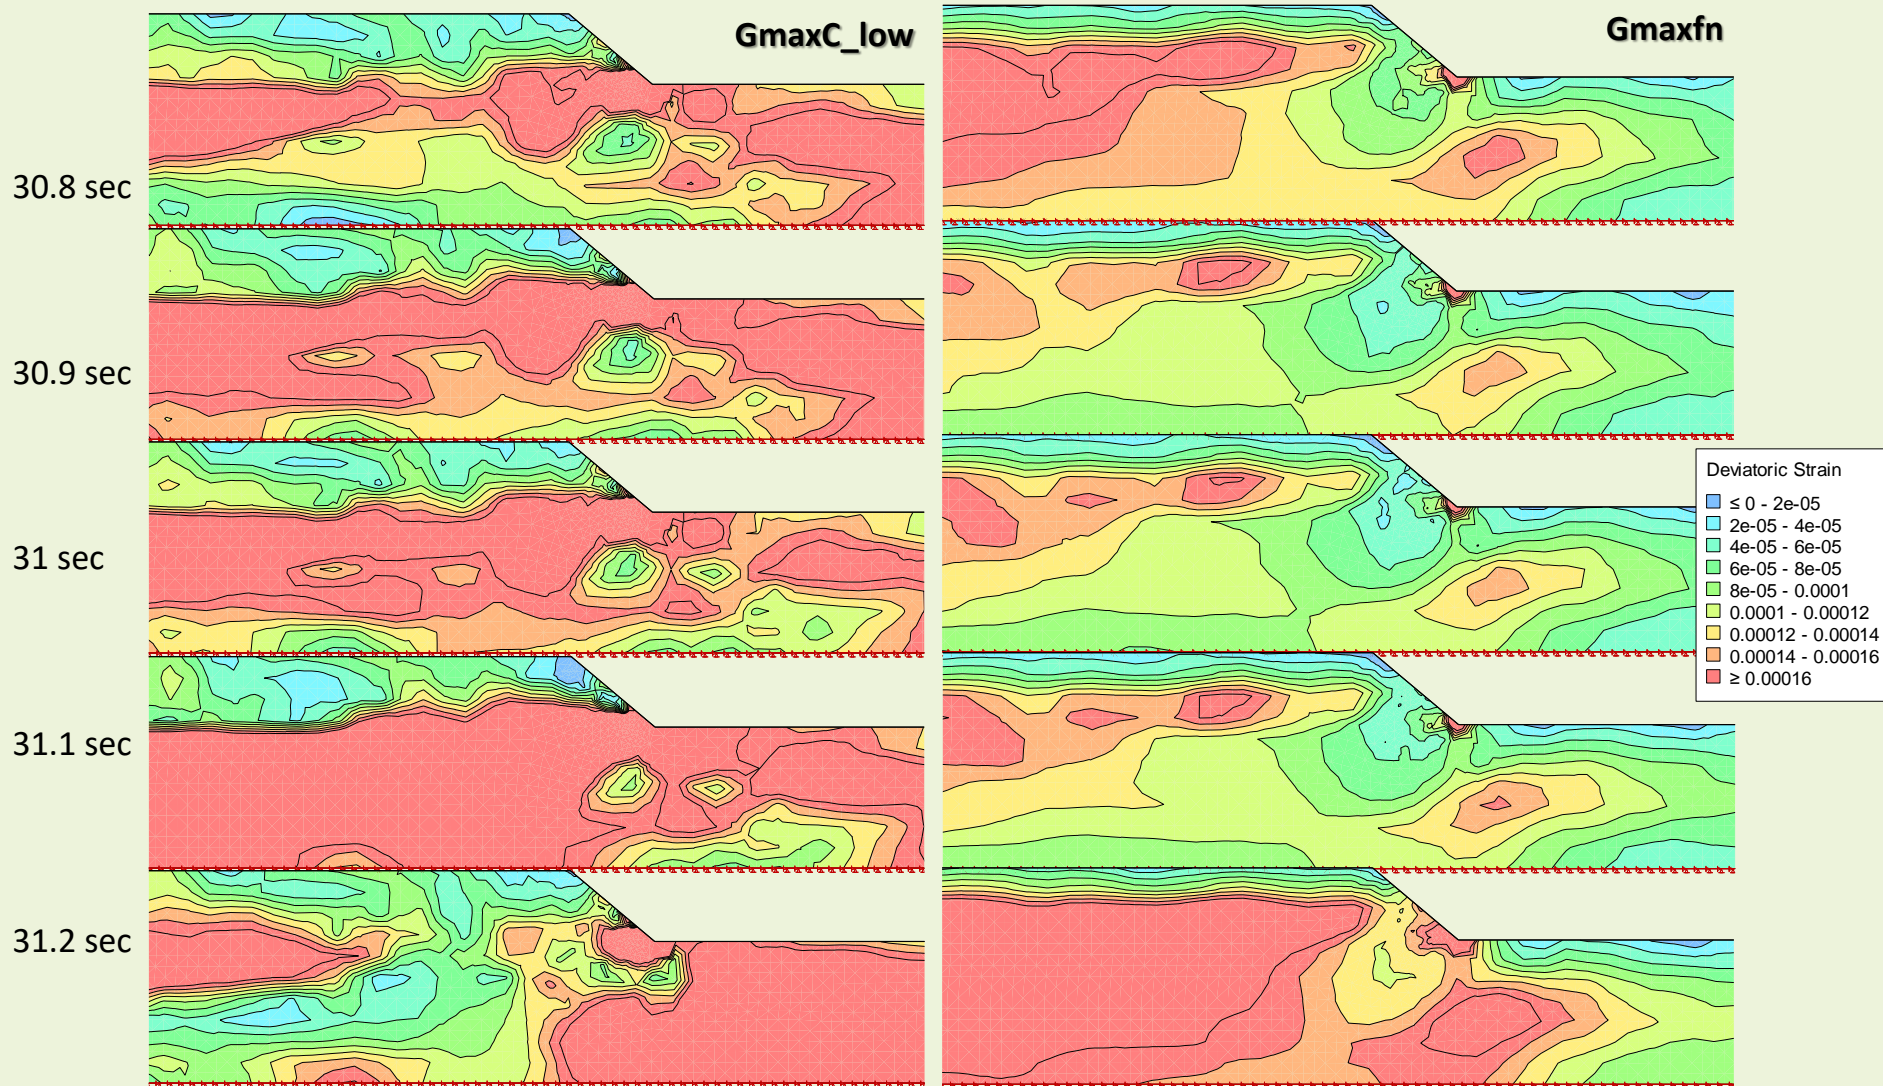 GmaxC_low
Gmaxfn
30.8 sec
30.9 sec
31 sec
31.1 sec
31.2 sec
Deviatoric Strain
≤ 0 - 2e-05
2e-05 - 4e-05
4e-05 - 6e-05
6e-05 - 8e-05
8e-05 - 0.0001
0.0001 - 0.00012
0.00012 - 0.00014
0.00014 - 0.00016
≥ 0.00016